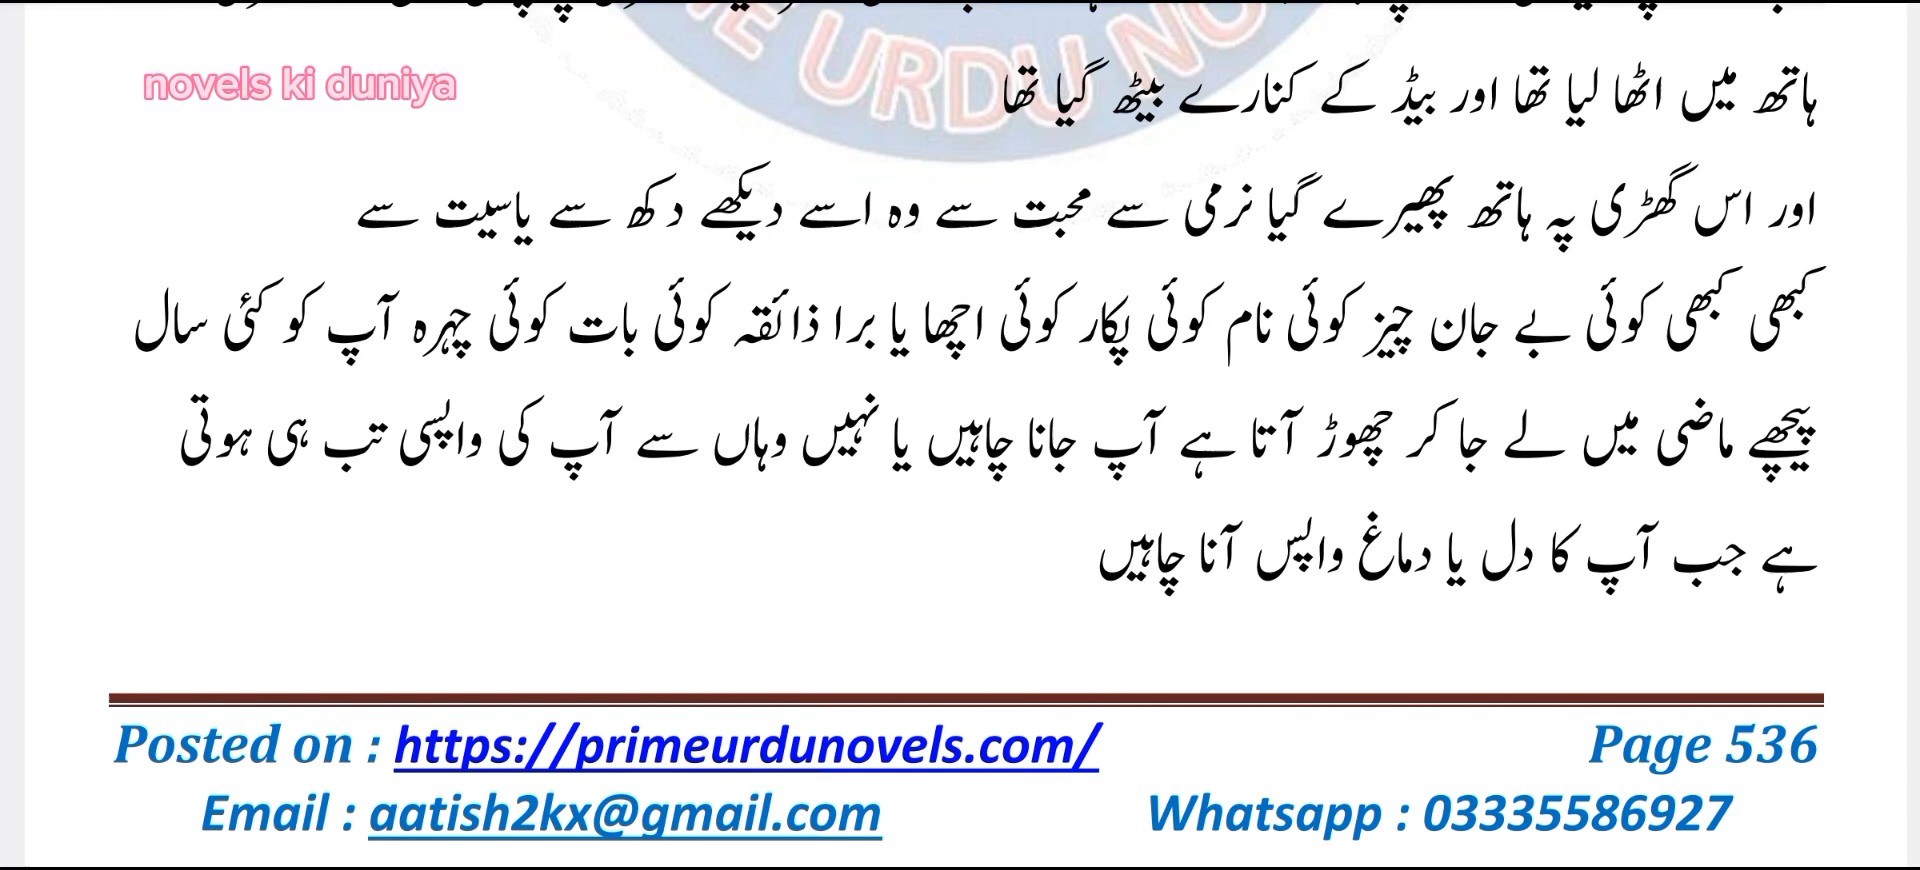 novels ki duniya
ہاتھ میں اٹھا لیا تھا اور بیڈ کے کنارے بیٹھ گیا تھا
اور اس گھڑی پہ ہاتھ پھیرے گیا نرمی سے محبت سے وہ اسے دیکھے دکھ سے یاسیت سے
کبھی کبھی کوئی بے جان چیز کوئی نام کوئی پکار کوئی اچھا یا برا ذائقہ کوئی بات کوئی چہرہ آپ کو کئی سال
پیچھے ماضی میں لے جا کر چھوڑ آتا ہے آپ جانا چاہیں یا نہیں وہاں سے آپ کی واپسی تب ہی ہوتی
ہے جب آپ کا دل یا دماغ واپس آنا چاہیں
URDU NO
Posted on : https://primeurdunovels.com/ Page 536
Email : aatish2kx@gmail.com Whatsapp : 03335586927